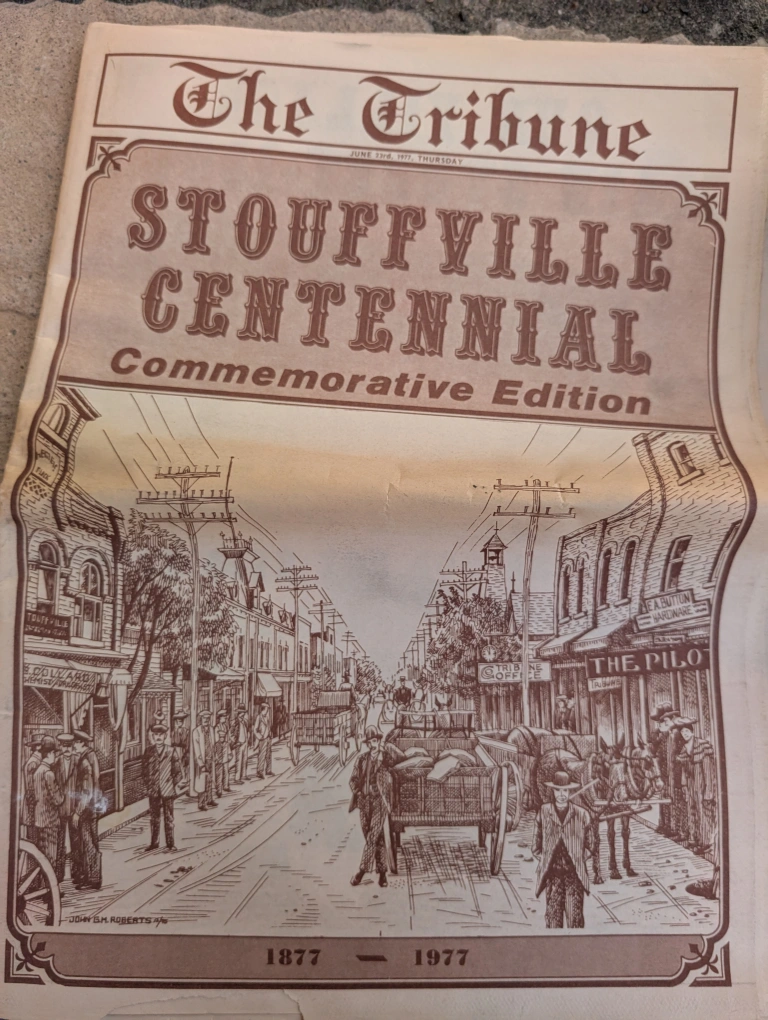 The Tribune
JUNE 23rd, 1977, THURSDAY
STOUFFVILLE
CENTENNIAL
Commemorative Edition
E.A. BUTTON
HARDWARE
TRIBUNE
OFFICE
THE PILO
JOHN B.M. ROBERTS
1877 — 1977